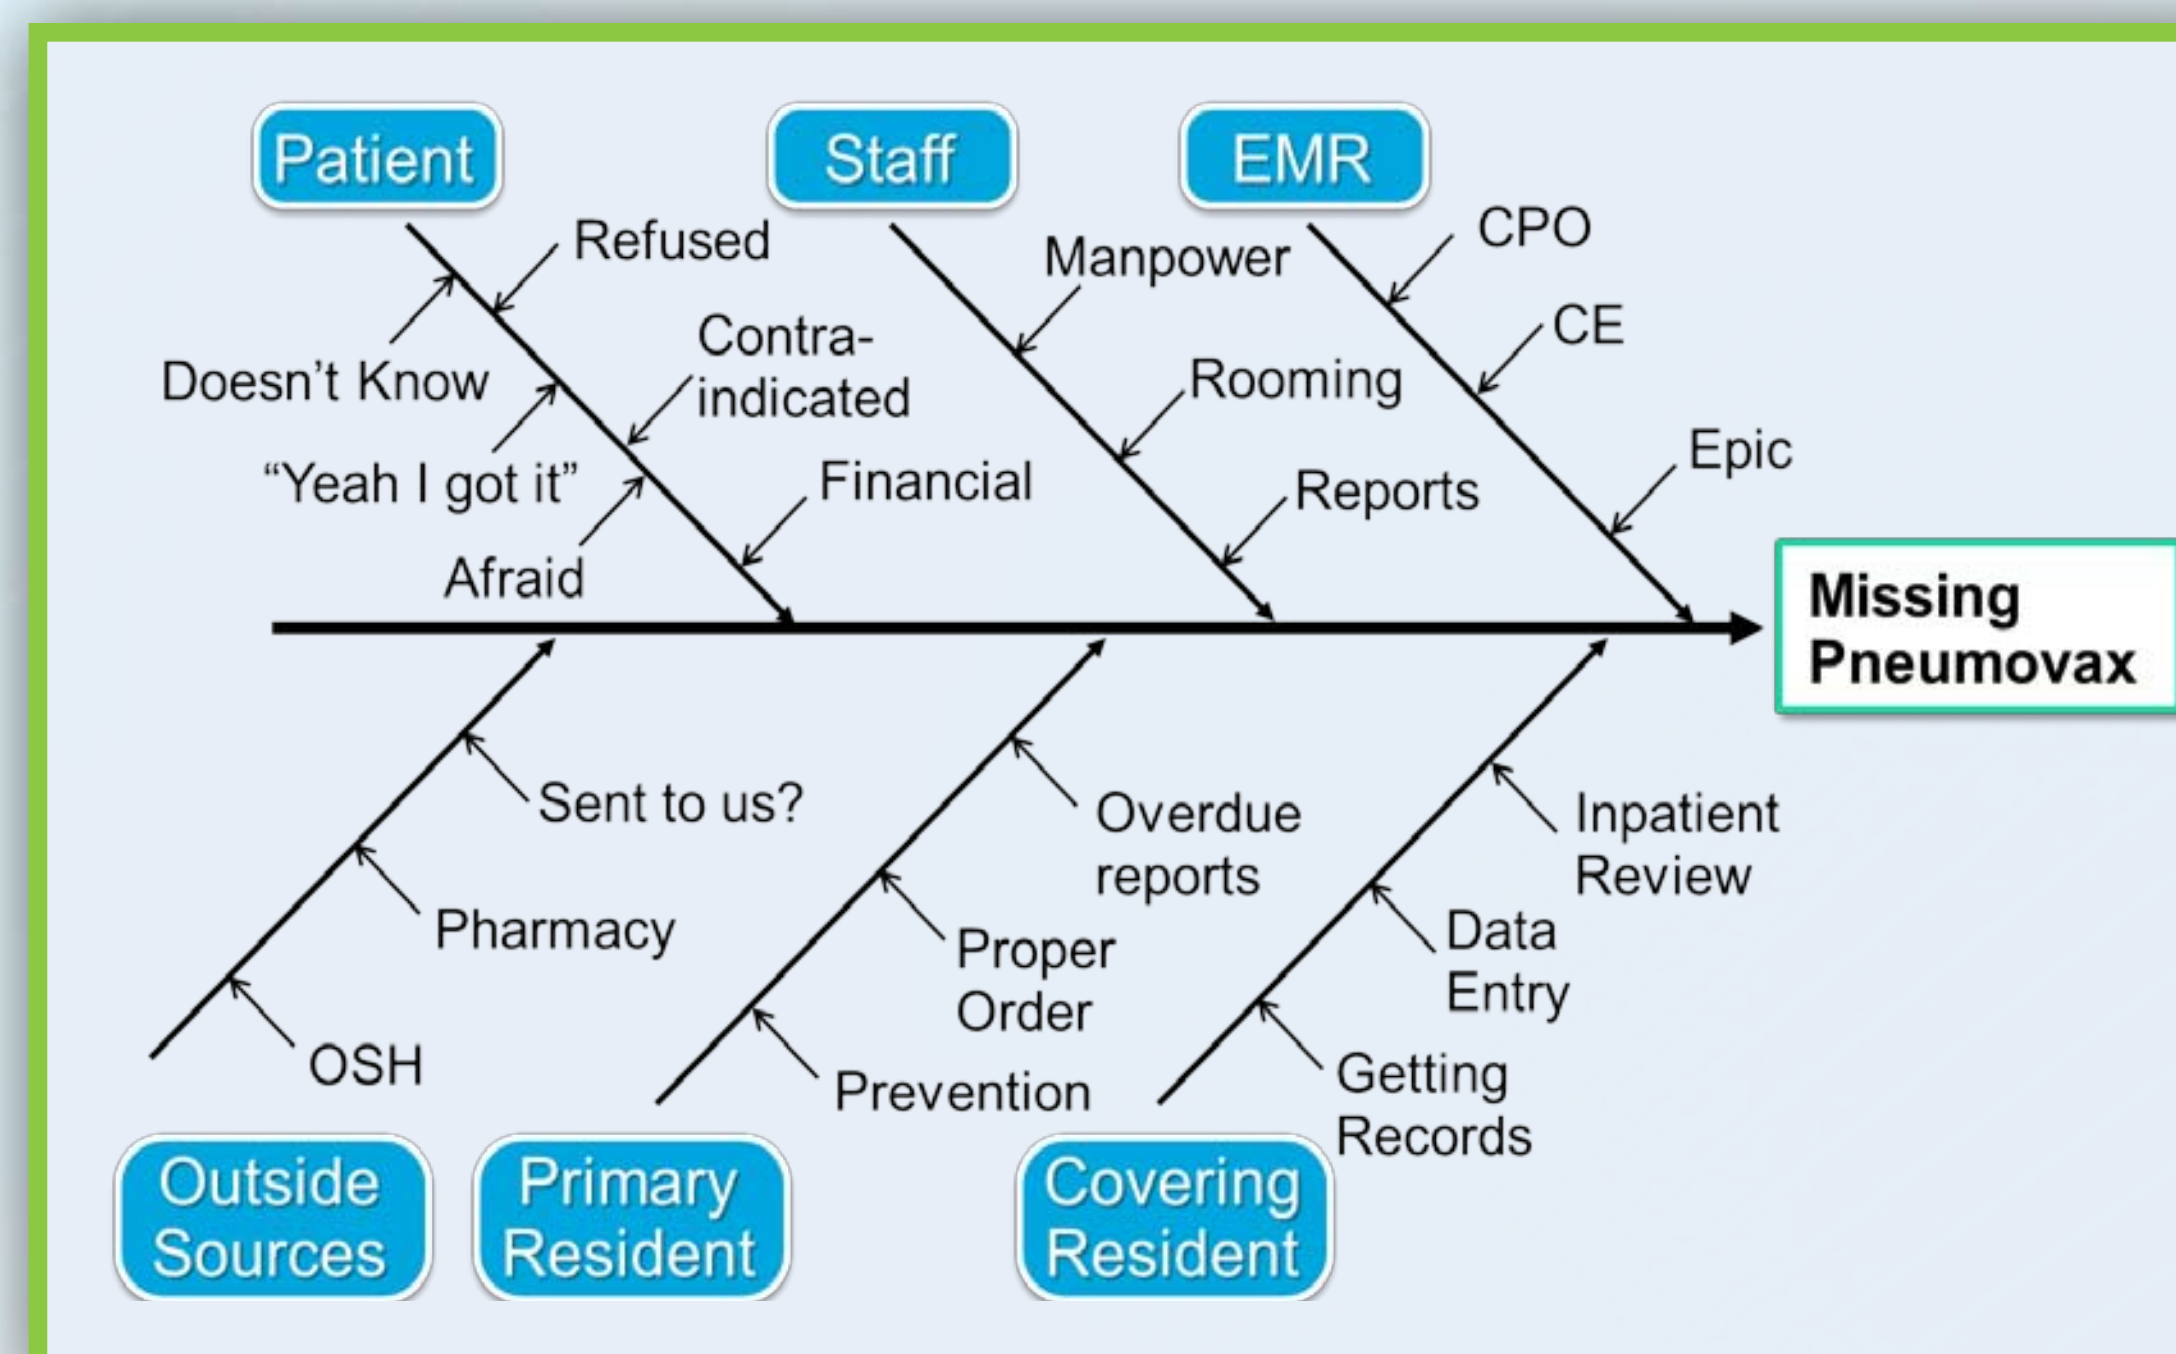 Patient
Staff
EMR
Refused
Doesn't Know
Contra-
indicated
“Yeah I got it”
Financial
Afraid
Manpower
Rooming
Reports
CPO
CE
Epic
Missing
Pneumovax
Sent to us?
Pharmacy
OSH
Overdue
reports
Proper
Order
Prevention
Inpatient
Review
Data
Entry
Getting
Records
Outside
Sources
Primary
Resident
Covering
Resident